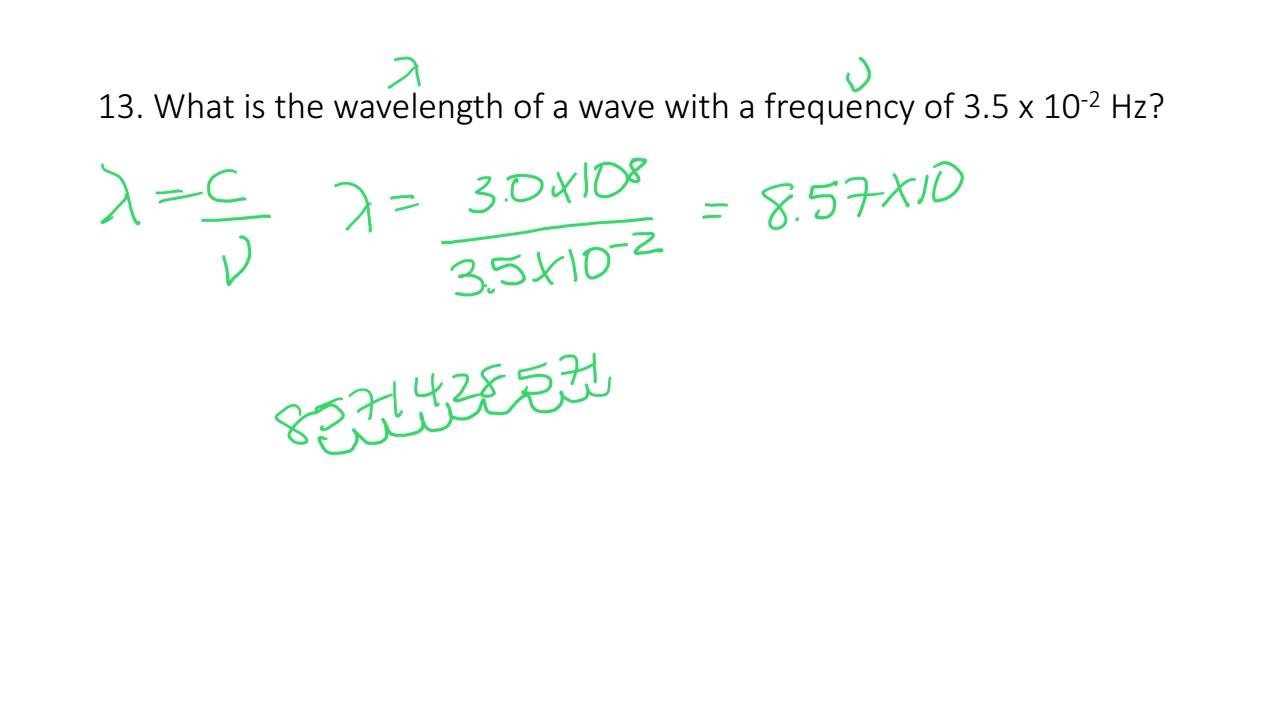 λ ν
13. What is the wavelength of a wave with a frequency of 3.5 x 10⁻² Hz?
λ = c/ν λ = 3.0x10⁸/3.5x10⁻² = 8.57x10
8571428571